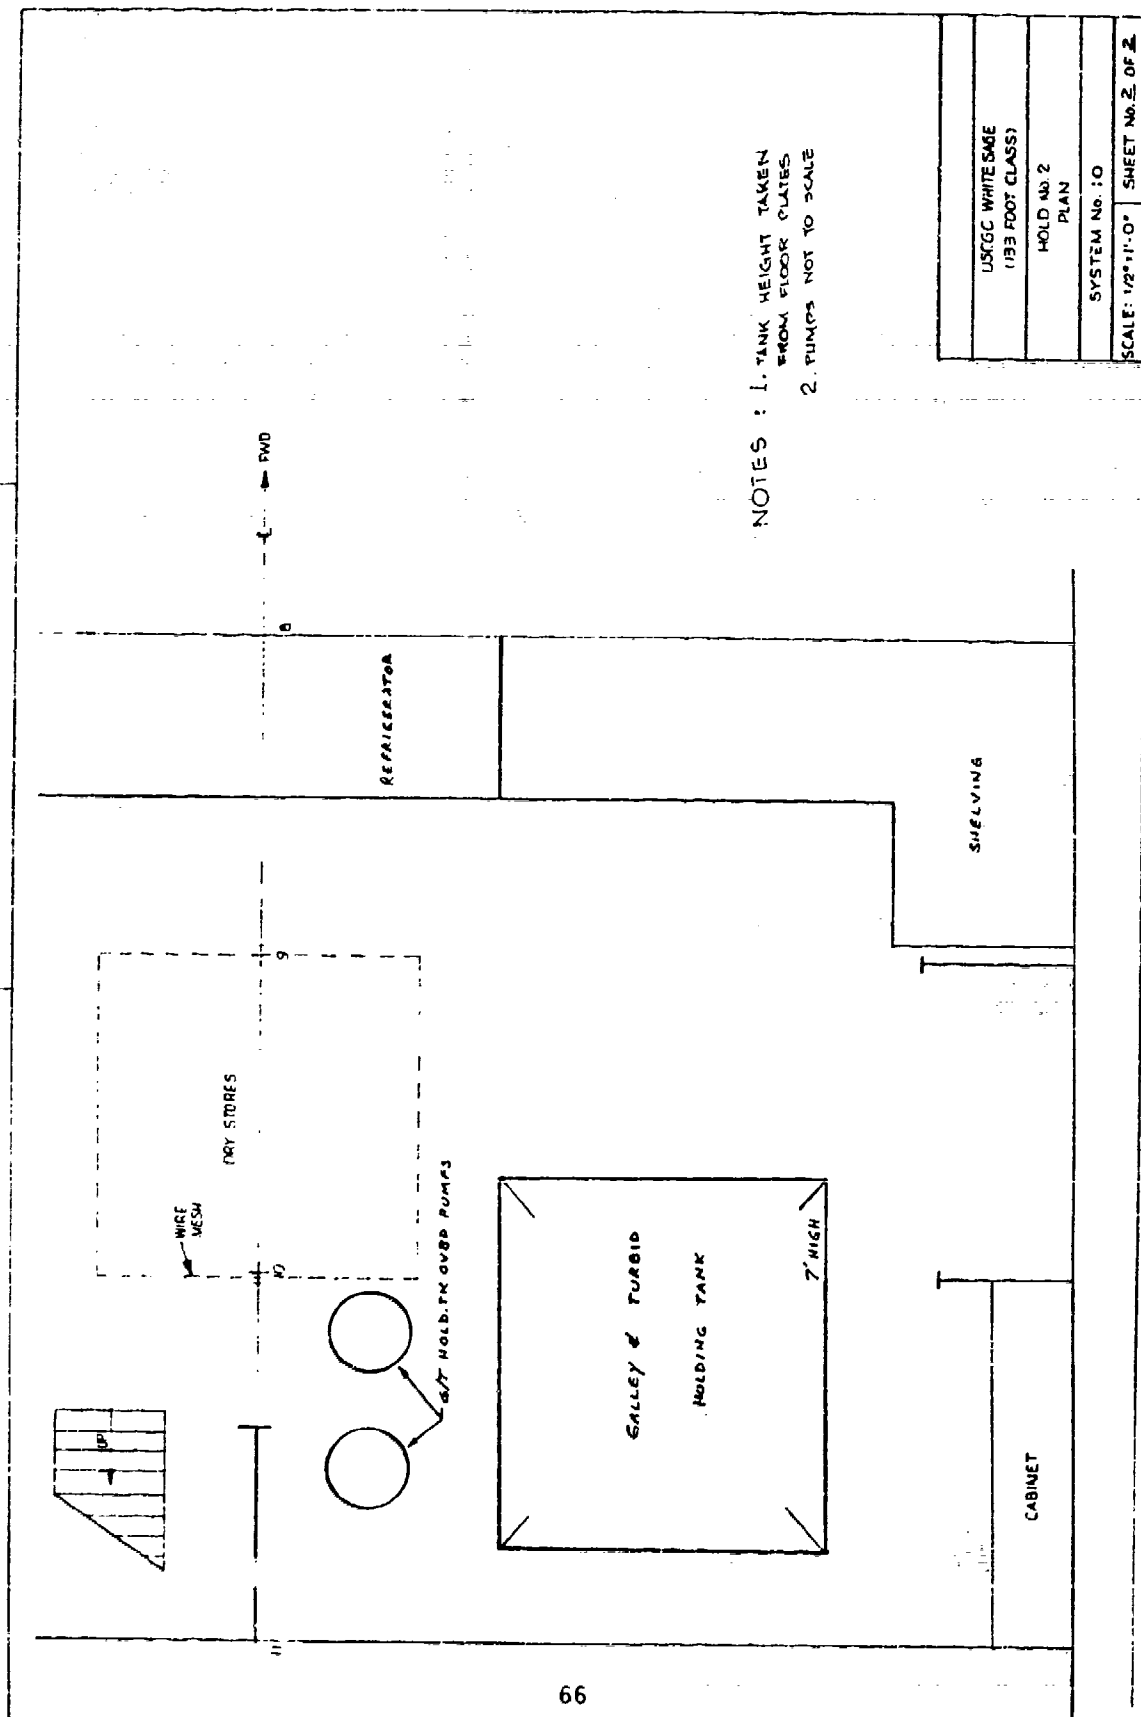 UP
WIRE
MESH
DRY STORES
11
10
9
8
℄
FWD
REFRIGERATOR
G/T HOLD. TK OVBD PUMPS
GALLEY & TURBID
HOLDING TANK
7' HIGH
CABINET
SHELVING
NOTES : 1. TANK HEIGHT TAKEN
FROM FLOOR PLATES
2. PUMPS NOT TO SCALE
USCGC WHITE SAGE
(133 FOOT CLASS)
HOLD NO. 2
PLAN
SYSTEM No. 10
SCALE: 1/2"=1'-0" SHEET No. 2 OF 2
66